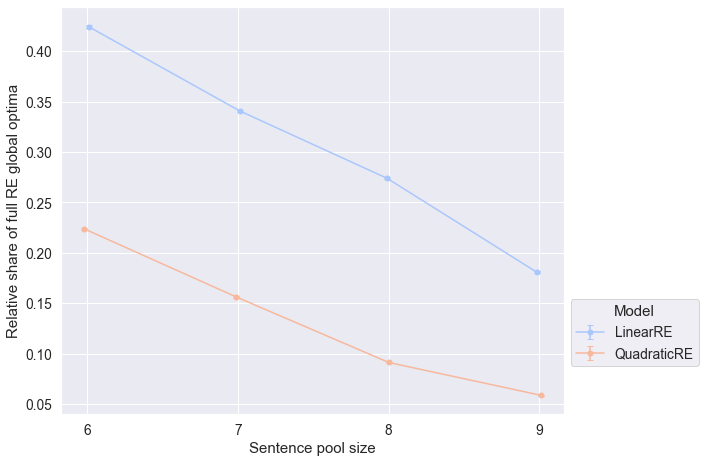 Relative share of full RE global optima
0.40
0.35
0.30
0.25
0.20
0.15
0.10
0.05
6 7 8 9
Sentence pool size
Model
LinearRE
QuadraticRE